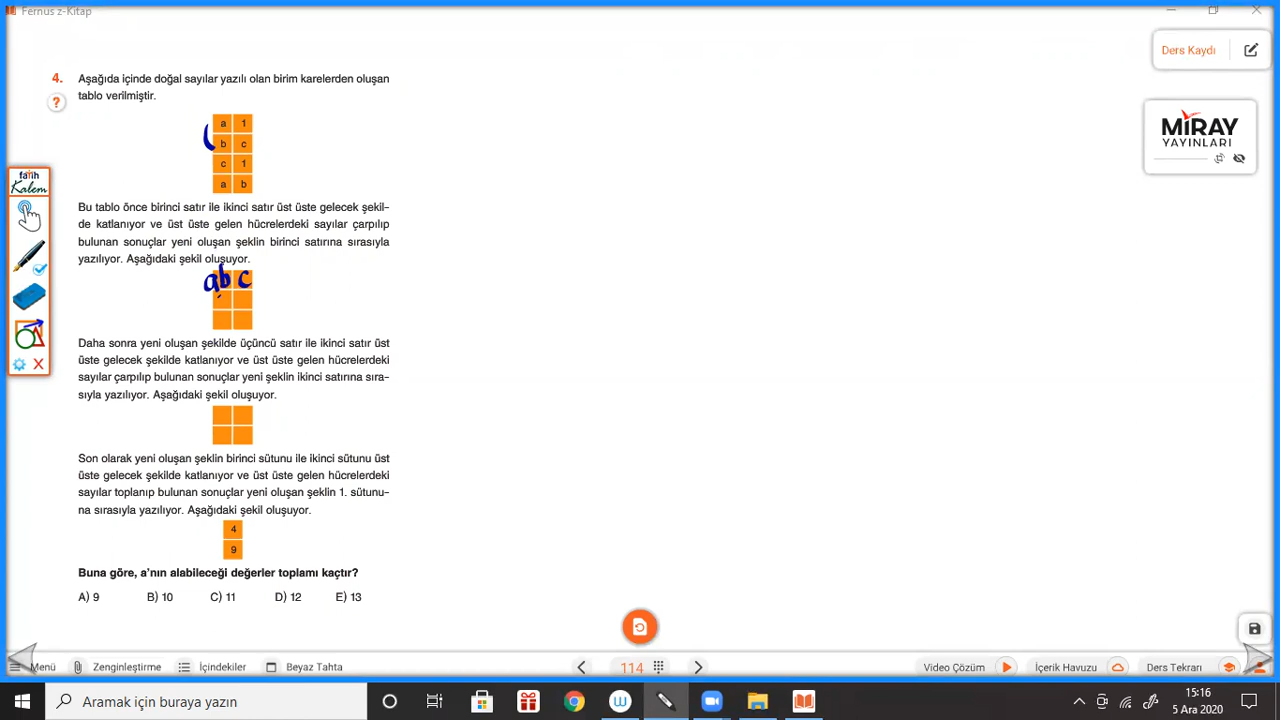 Fernus z-Kitap
Ders Kaydı
4. Aşağıda içinde doğal sayılar yazılı olan birim karelerden oluşan
tablo verilmiştir.
?
a 1
b c
c 1
a b
MİRAY
YAYINLARI
fatih
Kalem
Bu tablo önce birinci satır ile ikinci satır üst üste gelecek şekil-
de katlanıyor ve üst üste gelen hücrelerdeki sayılar çarpılıp
bulunan sonuçlar yeni oluşan şeklin birinci satırına sırasıyla
yazılıyor. Aşağıdaki şekil oluşuyor.
ab c
Daha sonra yeni oluşan şekilde üçüncü satır ile ikinci satır üst
üste gelecek şekilde katlanıyor ve üst üste gelen hücrelerdeki
sayılar çarpılıp bulunan sonuçlar yeni şeklin ikinci satırına sıra-
sıyla yazılıyor. Aşağıdaki şekil oluşuyor.
Son olarak yeni oluşan şeklin birinci sütunu ile ikinci sütunu üst
üste gelecek şekilde katlanıyor ve üst üste gelen hücrelerdeki
sayılar toplanıp bulunan sonuçlar yeni oluşan şeklin 1. sütunu-
na sırasıyla yazılıyor. Aşağıdaki şekil oluşuyor.
4
9
Buna göre, a'nın alabileceği değerler toplamı kaçtır?
A) 9 B) 10 C) 11 D) 12 E) 13
Menü Zenginleştirme İçindekiler Beyaz Tahta 114 Video Çözüm İçerik Havuzu Ders Tekrarı
Aramak için buraya yazın
15:16
5 Ara 2020